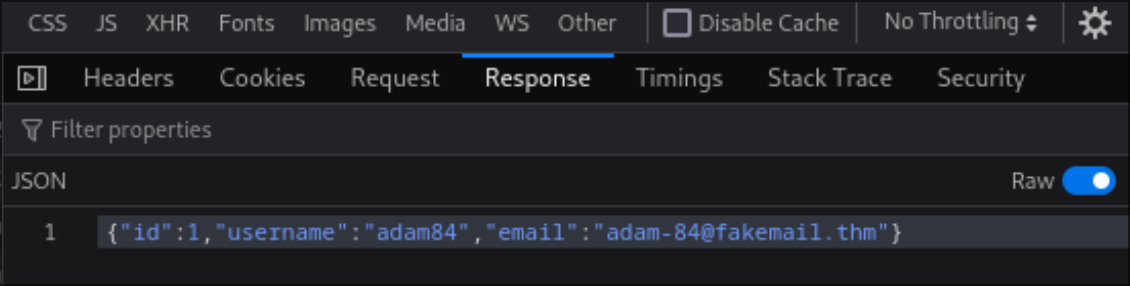 CSS JS XHR Fonts Images Media WS Other Disable Cache No Throttling
Headers Cookies Request Response Timings Stack Trace Security
Filter properties
JSON Raw
1 {"id":1,"username":"adam84","email":"adam-84@fakemail.thm"}